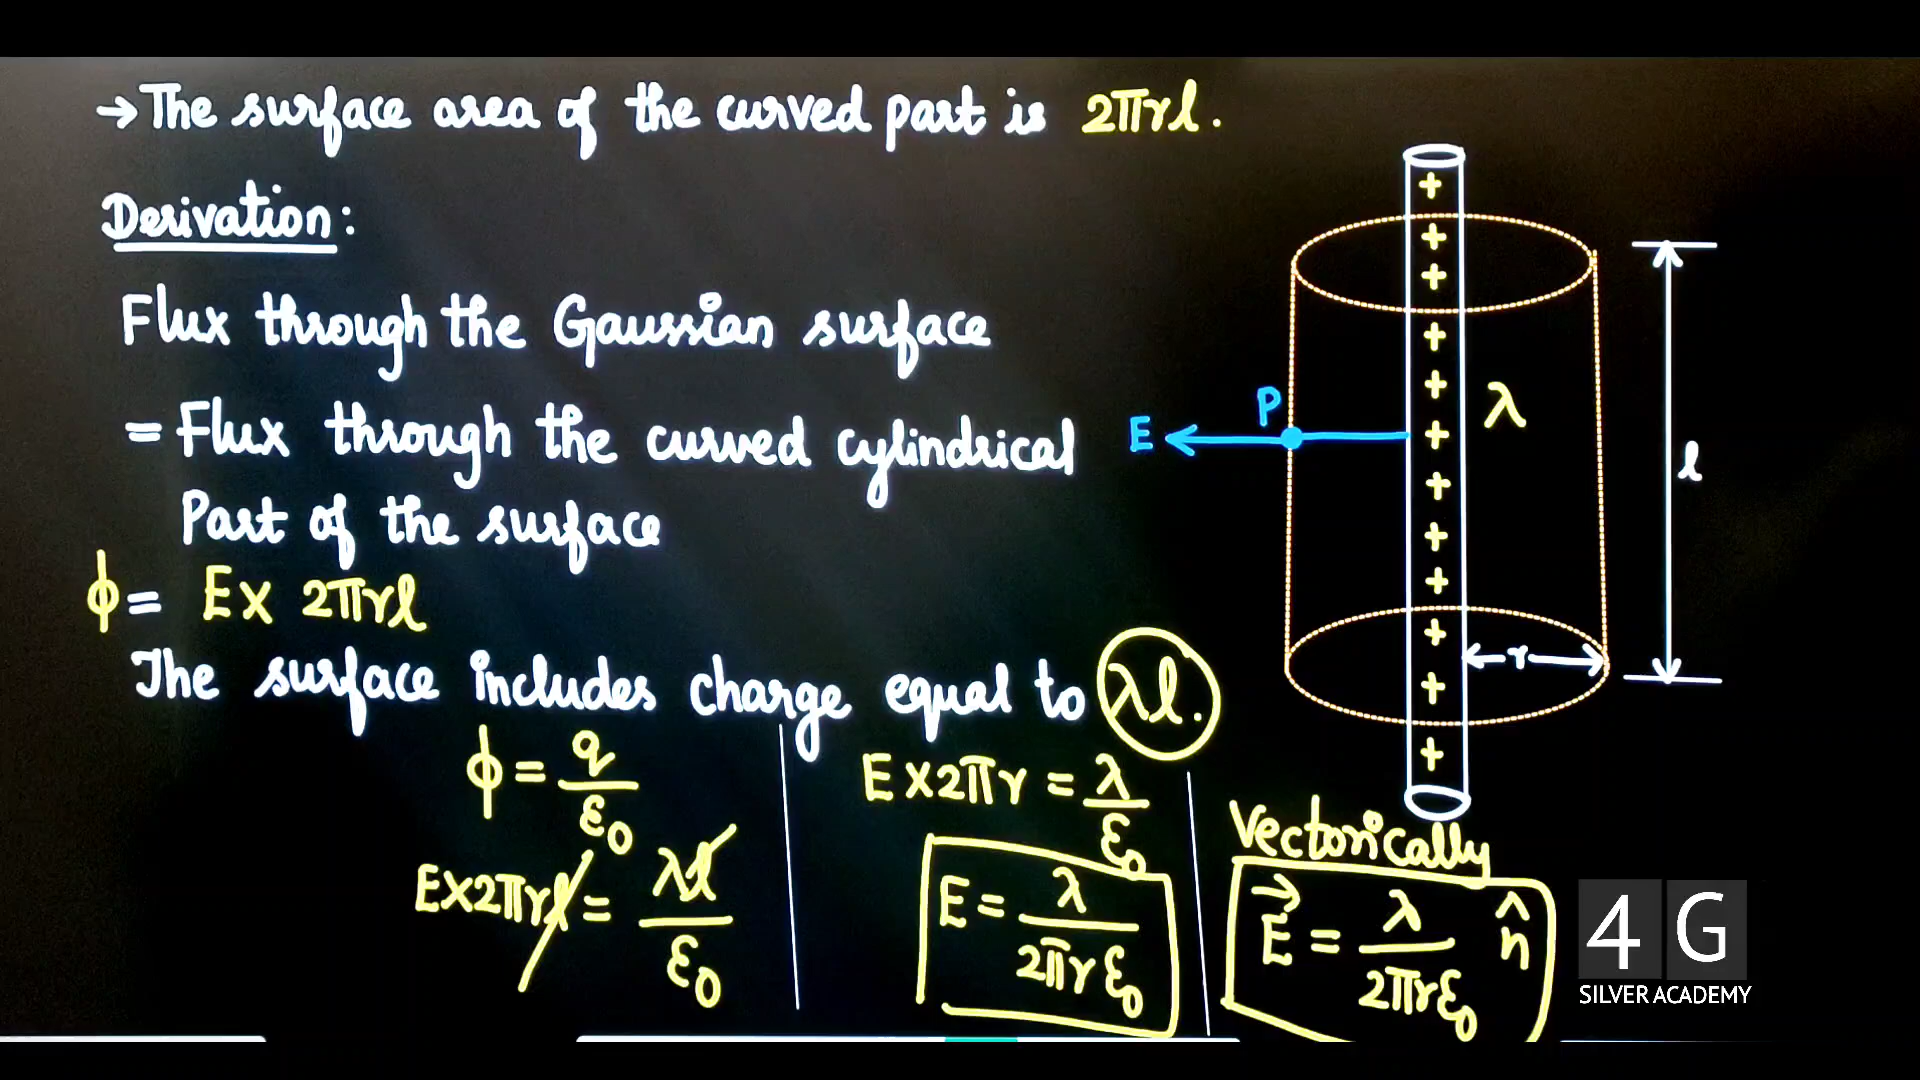 → The surface area of the curved part is 2πrl.
Derivation:
Flux through the Gaussian surface
= Flux through the curved cylindrical
Part of the surface
ϕ = E× 2πrl
The surface includes charge equal to λl.
ϕ = q/ε₀
E×2πrl = λl/ε₀
E×2πr = λ/ε₀
E = λ/2πrε₀
Vectorically
E⃗ = λ/2πrε₀ n̂
+
+
+
+
+
+
+
+
+
+
+
+
λ
P
E
l
r
4G
SILVER ACADEMY